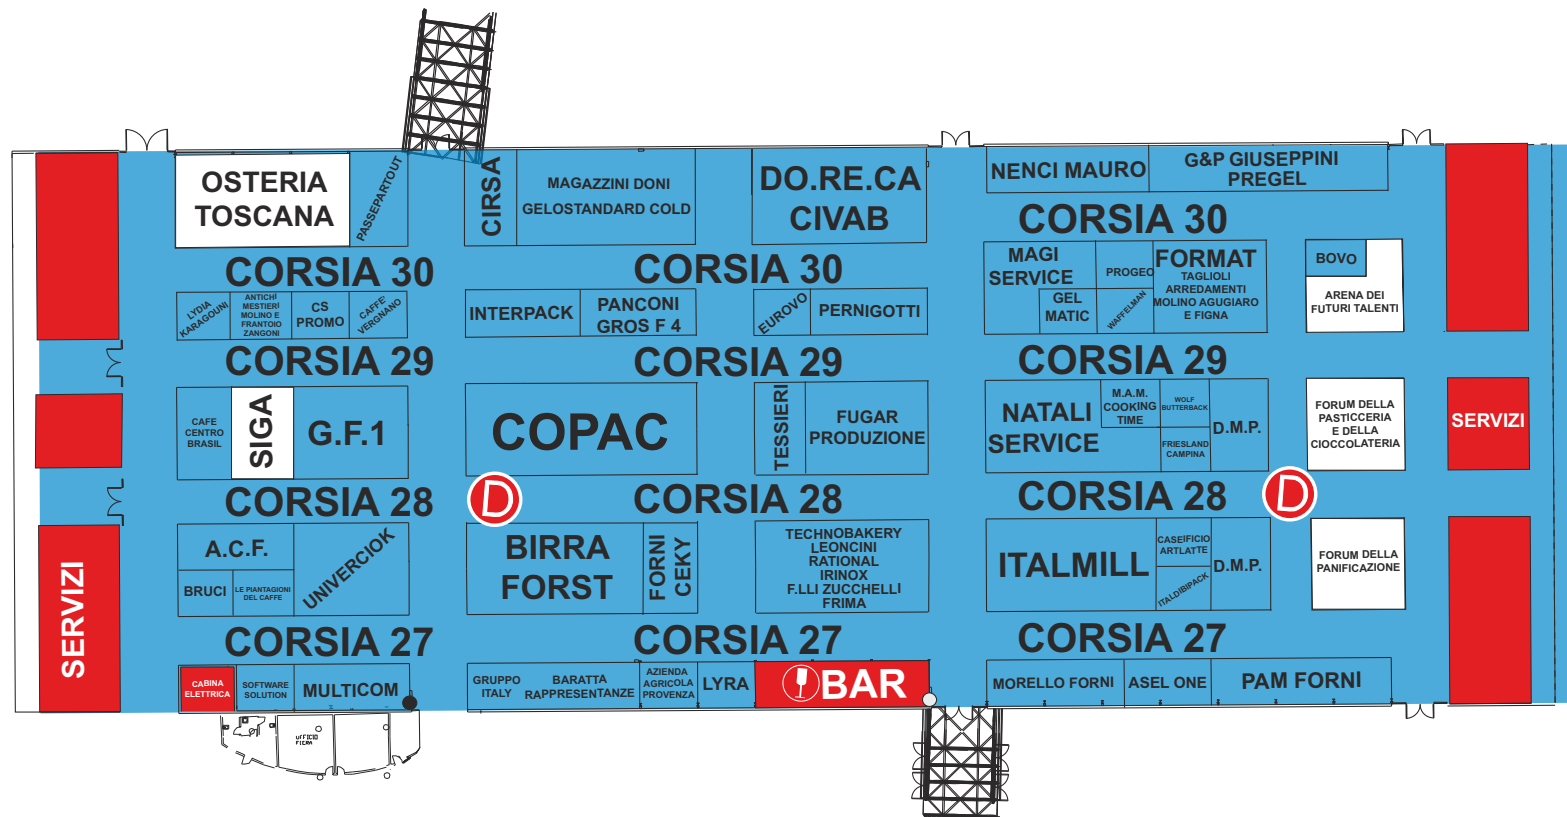 OSTERIA
TOSCANA
PASSEPARTOUT
CIRSA
MAGAZZINI DONI
GELOSTANDARD COLD
DO.RE.CA
CIVAB
NENCI MAURO
G&P GIUSEPPINI
PREGEL
CORSIA 30
CORSIA 30
CORSIA 30
LYDIA
KARAGOUNI
ANTICHI
MESTIERI
MOLINO E
FRANTOIO
ZANGONI
CS
PROMO
CAFFE'
VERGNANO
INTERPACK
PANCONI
GROS F 4
EUROVO
PERNIGOTTI
MAGI
SERVICE
GEL
MATIC
PROGEO
WAFFELMAN
FORMAT
TAGLIOLI
ARREDAMENTI
MOLINO AGUGIARO
E FIGNA
BOVO
ARENA DEI
FUTURI TALENTI
CORSIA 29
CORSIA 29
CORSIA 29
CAFE
CENTRO
BRASIL
SIGA
G.F.1
COPAC
TESSIERI
FUGAR
PRODUZIONE
NATALI
SERVICE
M.A.M.
COOKING
TIME
WOLF
BUTTERBACK
FRIESLAND
CAMPINA
D.M.P.
FORUM DELLA
PASTICCERIA
E DELLA
CIOCCOLATERIA
SERVIZI
CORSIA 28
D
CORSIA 28
CORSIA 28
D
SERVIZI
A.C.F.
BRUCI
LE PIANTAGIONI
DEL CAFFE
UNIVERCIOK
BIRRA
FORST
FORNI
CEKY
TECHNOBAKERY
LEONCINI
RATIONAL
IRINOX
F.LLI ZUCCHELLI
FRIMA
ITALMILL
CASEIFICIO
ARTLATTE
ITALDIBIPACK
D.M.P.
FORUM DELLA
PANIFICAZIONE
CORSIA 27
CORSIA 27
CORSIA 27
CABINA
ELETTRICA
SOFTWARE
SOLUTION
MULTICOM
GRUPPO
ITALY
BARATTA
RAPPRESENTANZE
AZIENDA
AGRICOLA
PROVENZA
LYRA
BAR
MORELLO FORNI
ASEL ONE
PAM FORNI
UFFICIO
FIERA